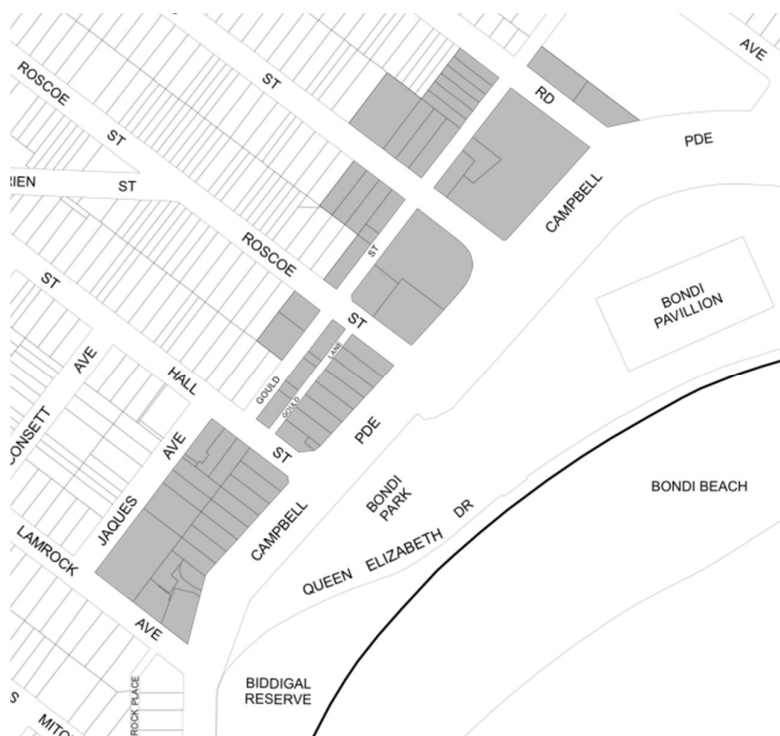 AVE
ST
ROSCOE
ST
RD
PDE
RIEN
ST
CAMPBELL
ROSCOE
ST
ST
BONDI
PAVILLION
ST
AVE
HALL
GOULD
LANE
GOULD
PDE
ONSETT
AVE
ST
JAQUES
CAMPBELL
BONDI
PARK
BONDI BEACH
QUEEN ELIZABETH DR
LAMROCK
AVE
BIDDIGAL
RESERVE
ROCK PLACE
S
MITC